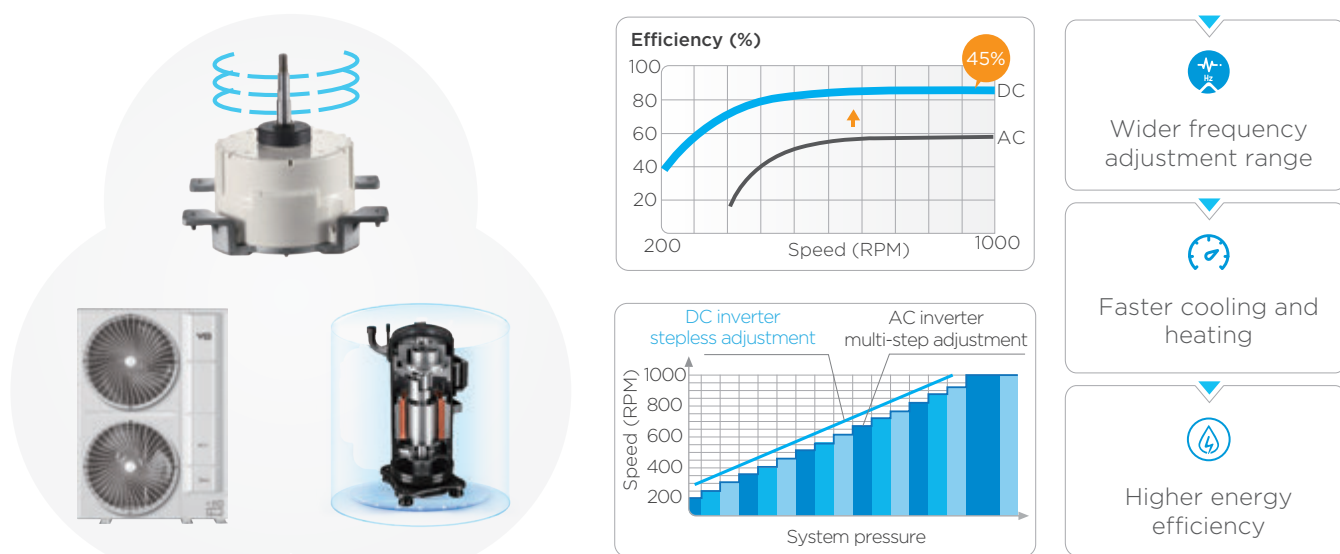 Efficiency (%)
45%
100
80
60
40
20
DC
AC
200
Speed (RPM)
1000
DC inverter
stepless adjustment
AC inverter
multi-step adjustment
Speed (RPM)
1000
800
600
400
200
System pressure
Hz
Wider frequency
adjustment range
Faster cooling and
heating
Higher energy
efficiency